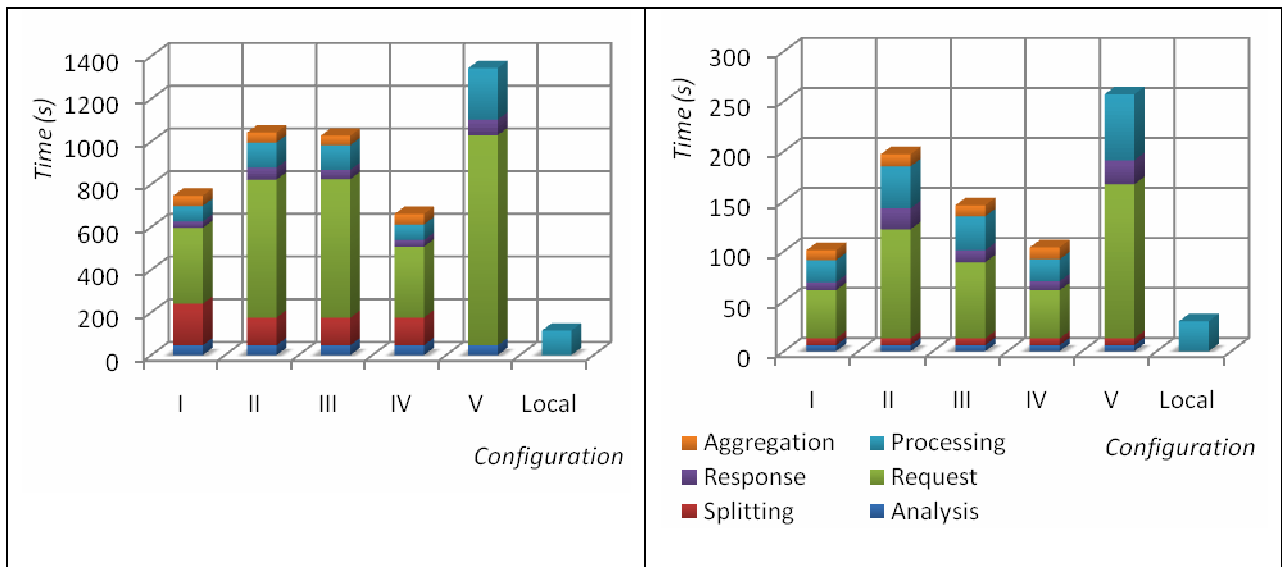 Time (s)
1400
1200
1000
800
600
400
200
0
I II III IV V Local
Configuration
Time (s)
300
250
200
150
100
50
0
I II III IV V Local
Configuration
Aggregation Processing
Response Request
Splitting Analysis